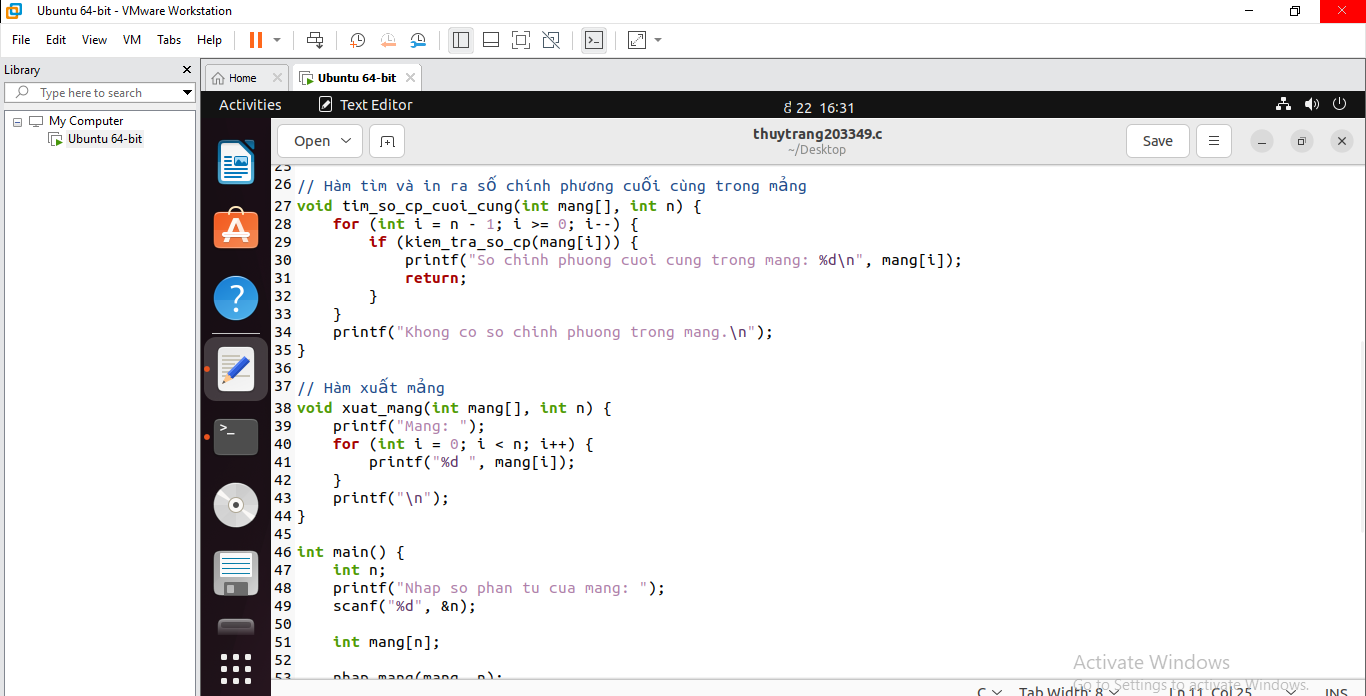 Ubuntu 64-bit - VMware Workstation
File Edit View VM Tabs Help
Library
Type here to search
My Computer
Ubuntu 64-bit
Home
Ubuntu 64-bit
Activities
Text Editor
22 16:31
Open
thuytrang203349.c
~/Desktop
Save
25
26 // Hàm tìm và in ra số chính phương cuối cùng trong mảng
27 void tim_so_cp_cuoi_cung(int mang[], int n) {
28 for (int i = n - 1; i >= 0; i--) {
29 if (kiem_tra_so_cp(mang[i])) {
30 printf("So chinh phuong cuoi cung trong mang: %d\n", mang[i]);
31 return;
32 }
33 }
34 printf("Khong co so chinh phuong trong mang.\n");
35 }
36
37 // Hàm xuất mảng
38 void xuat_mang(int mang[], int n) {
39 printf("Mang: ");
40 for (int i = 0; i < n; i++) {
41 printf("%d ", mang[i]);
42 }
43 printf("\n");
44 }
45
46 int main() {
47 int n;
48 printf("Nhap so phan tu cua mang: ");
49 scanf("%d", &n);
50
51 int mang[n];
52
53 nhap_mang(mang, n);
Activate Windows
Go to Settings to activate Windows.
C Tab Width: 8 Ln 11, Col 25 INS